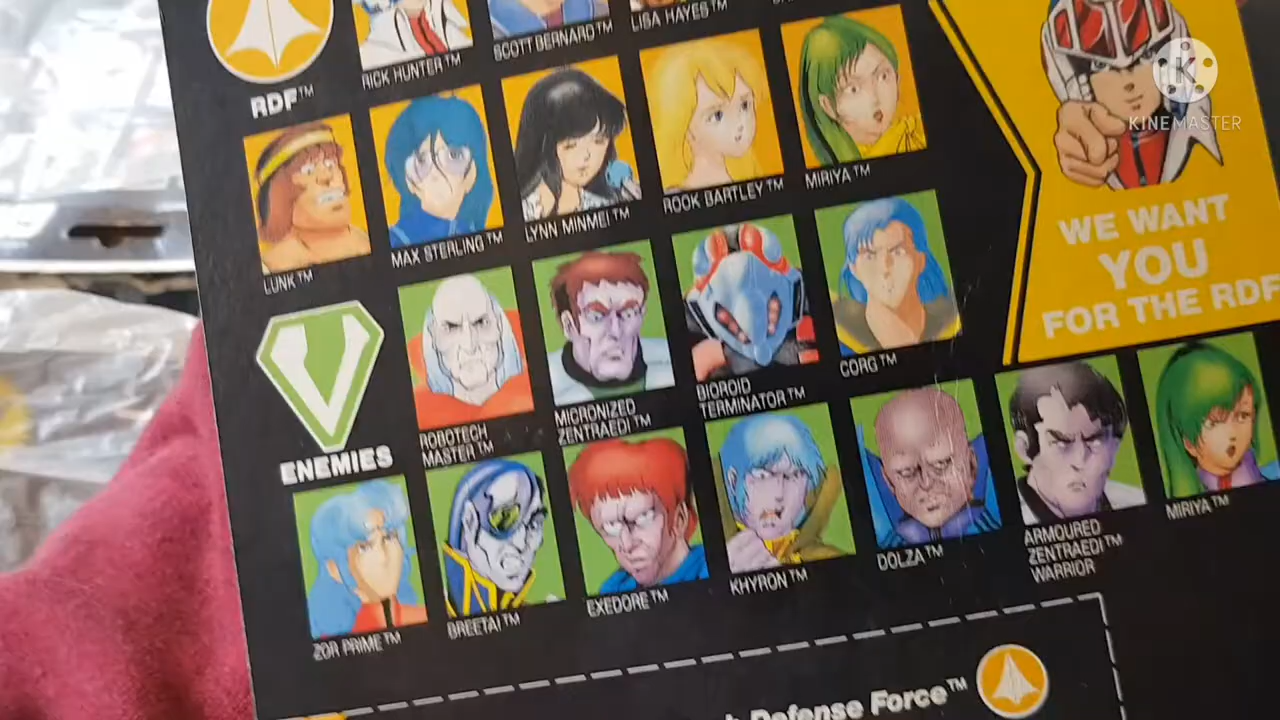 RICK HUNTER™
SCOTT BERNARD™
LISA HAYES™
RDF™
LUNK™
MAX STERLING™
LYNN MINMEI™
ROOK BARTLEY™
MIRIYA™
K
KINEMASTER
WE WANT
YOU
FOR THE RDF
V
ENEMIES
ROBOTECH
MASTER™
MICRONIZED
ZENTRAEDI™
BIOROID
TERMINATOR™
CORG™
ZOR PRIME™
BREETAI™
EXEDORE™
KHYRON™
DOLZA™
ARMOURED
ZENTRAEDI™
WARRIOR
MIRIYA™
Defense Force™